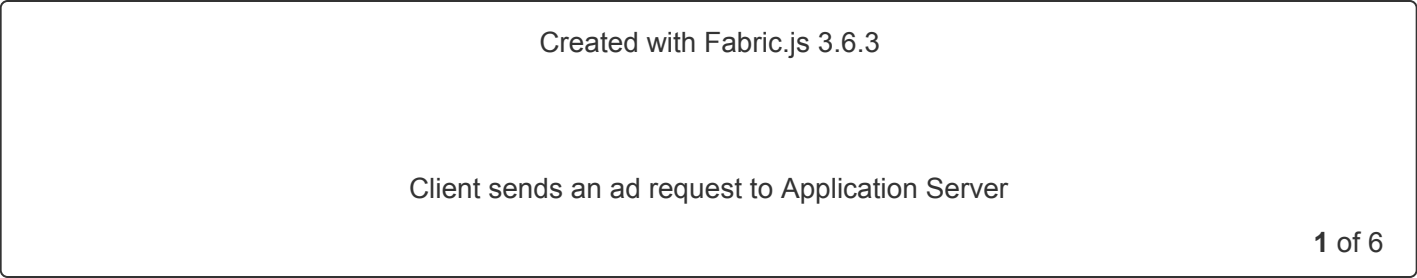 Created with Fabric.js 3.6.3
Client sends an ad request to Application Server
1 of 6